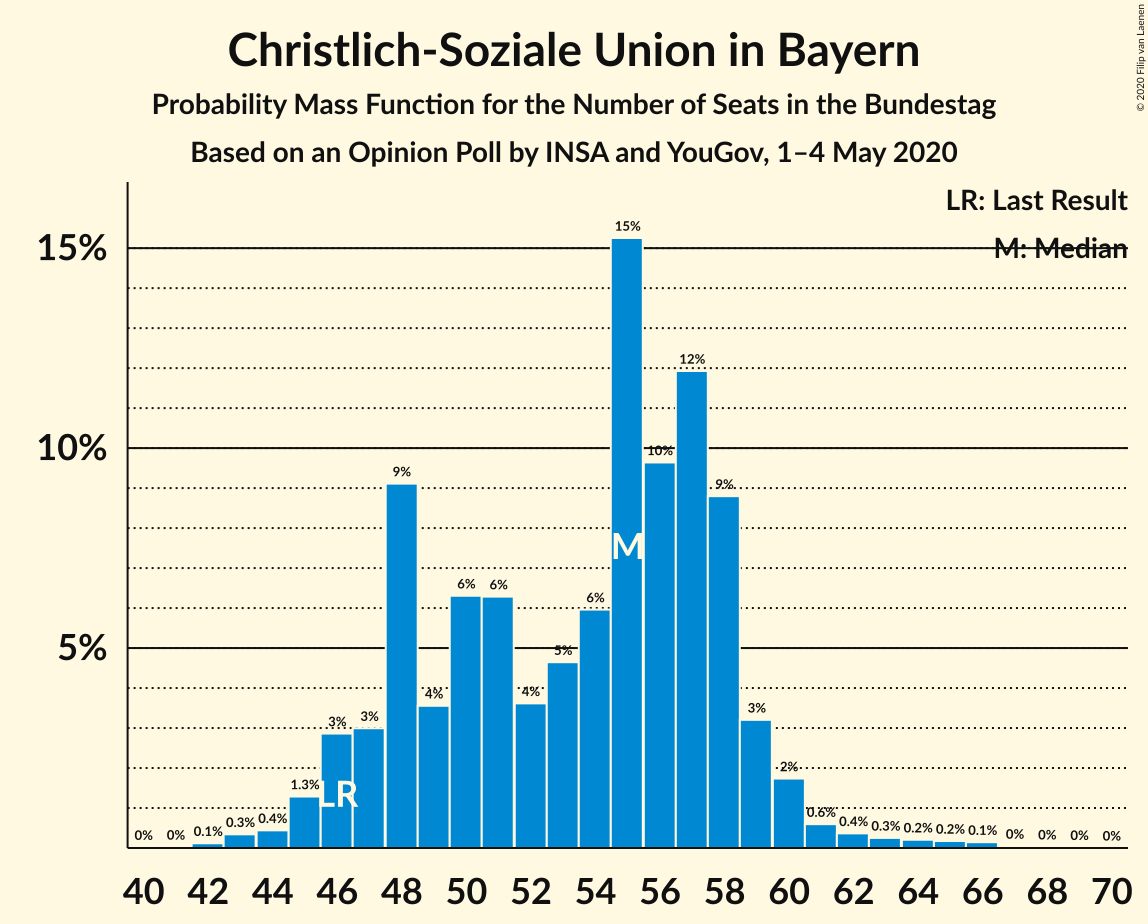 Christlich-Soziale Union in Bayern
Probability Mass Function for the Number of Seats in the Bundestag
Based on an Opinion Poll by INSA and YouGov, 1–4 May 2020
© 2020 Filip van Laenen
LR: Last Result
M: Median
15%
10%
5%
0% 0% 0.1% 0.3% 0.4% 1.3% 3% 3% 9% 4% 6% 6% 4% 5% 6% 15% 10% 12% 9% 3% 2% 0.6% 0.4% 0.3% 0.2% 0.2% 0.1% 0% 0% 0% 0%
LR
M
40 42 44 46 48 50 52 54 56 58 60 62 64 66 68 70